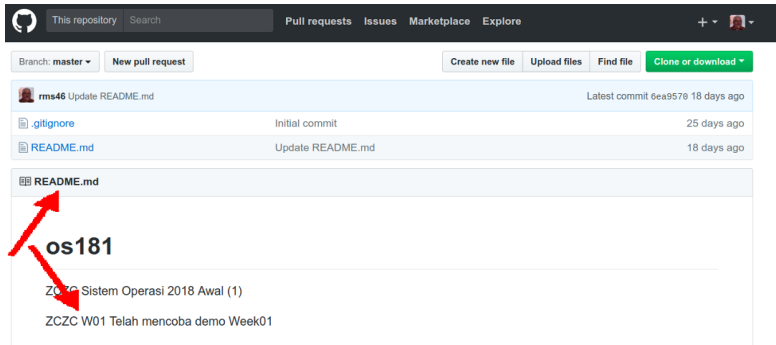 This repository Search Pull requests Issues Marketplace Explore
Branch: master New pull request Create new file Upload files Find file Clone or download
rms46 Update README.md Latest commit 6ea9570 18 days ago
.gitignore Initial commit 25 days ago
README.md Update README.md 18 days ago
README.md
os181
ZCZC Sistem Operasi 2018 Awal (1)
ZCZC W01 Telah mencoba demo Week01